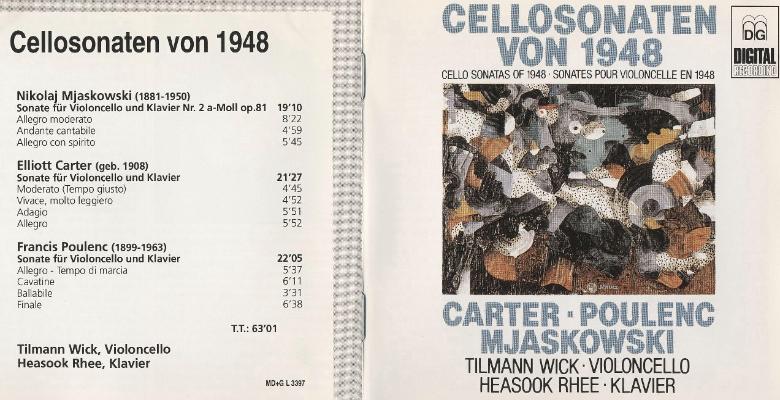 Cellosonaten von 1948
Nikolaj Mjaskowski (1881-1950)
Sonate für Violoncello und Klavier Nr. 2 a-Moll op.81 19'10
Allegro moderato 8'22
Andante cantabile 4'59
Allegro con spirito 5'45
Elliott Carter (geb. 1908)
Sonate für Violoncello und Klavier 21'27
Moderato (Tempo giusto) 4'45
Vivace, molto leggiero 4'52
Adagio 5'51
Allegro 5'52
Francis Poulenc (1899-1963)
Sonate für Violoncello und Klavier 22'05
Allegro - Tempo di marcia 5'37
Cavatine 6'11
Ballabile 3'31
Finale 6'38
T.T.: 63'01
Tilmann Wick, Violoncello
Heasook Rhee, Klavier
MD+G L 3397
CELLOSONATEN
VON 1948
CELLO SONATAS OF 1948 · SONATES POUR VIOLONCELLE EN 1948
DG
DIGITAL
RECORDING
CARTER · POULENC
MJASKOWSKI
TILMANN WICK · VIOLONCELLO
HEASOOK RHEE · KLAVIER